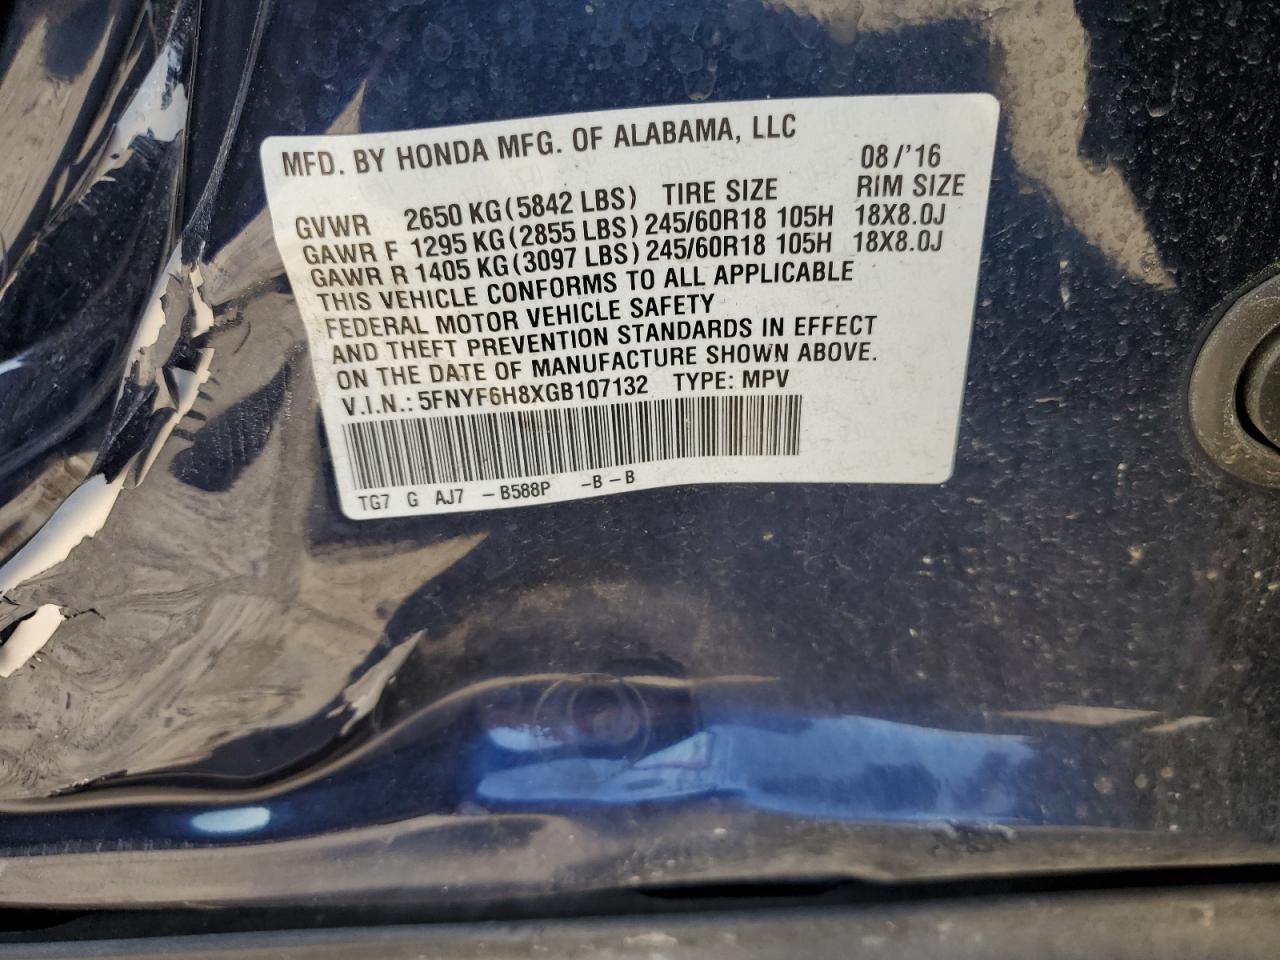 MFD. BY HONDA MFG. OF ALABAMA, LLC
08/'16
GVWR 2650 KG(5842 LBS) TIRE SIZE RIM SIZE
GAWR F 1295 KG(2855 LBS) 245/60R18 105H 18X8.0J
GAWR R 1405 KG(3097 LBS) 245/60R18 105H 18X8.0J
THIS VEHICLE CONFORMS TO ALL APPLICABLE
FEDERAL MOTOR VEHICLE SAFETY
AND THEFT PREVENTION STANDARDS IN EFFECT
ON THE DATE OF MANUFACTURE SHOWN ABOVE.
V.I.N.: 5FNYF6H8XGB107132 TYPE: MPV
TG7 G AJ7 -B588P -B-B